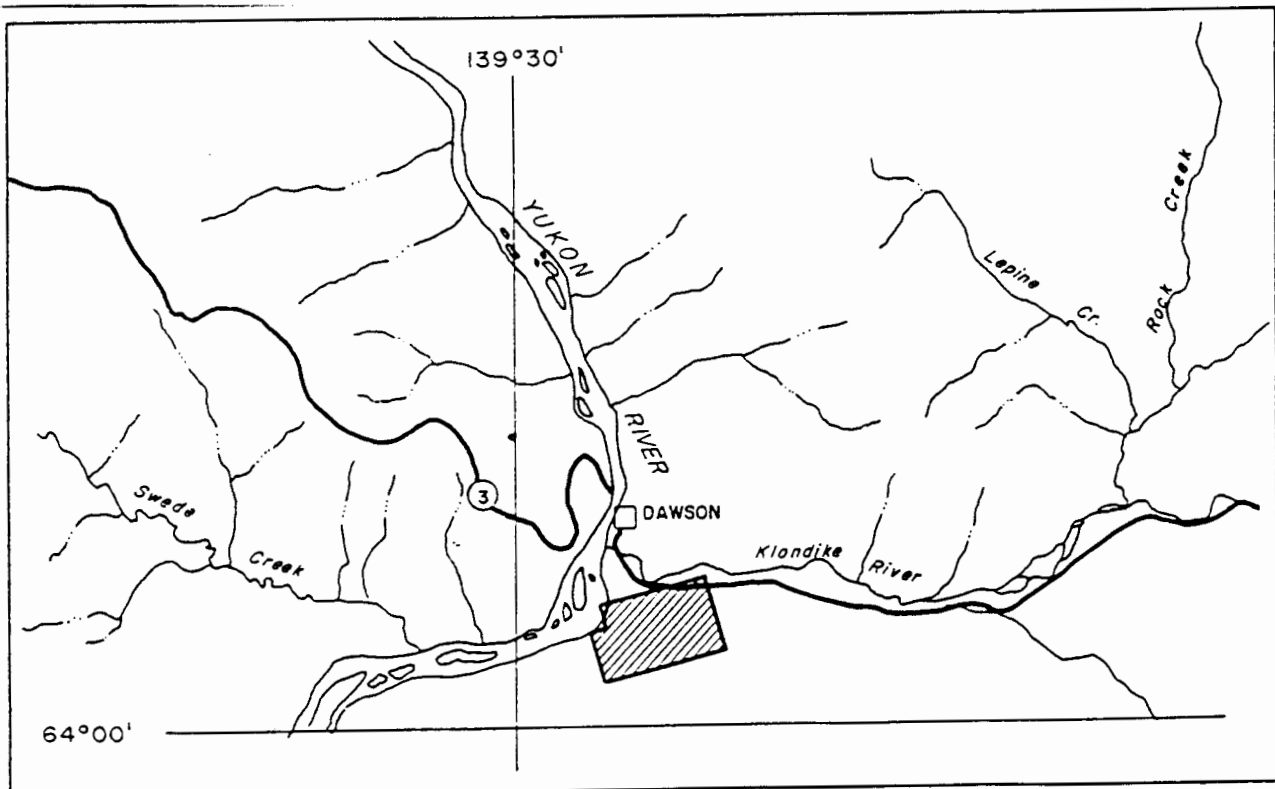 139°30'
YUKON
RIVER
Lepine
Cr.
Rock Creek
Swede
Creek
3
DAWSON
Klondike
River
64°00'